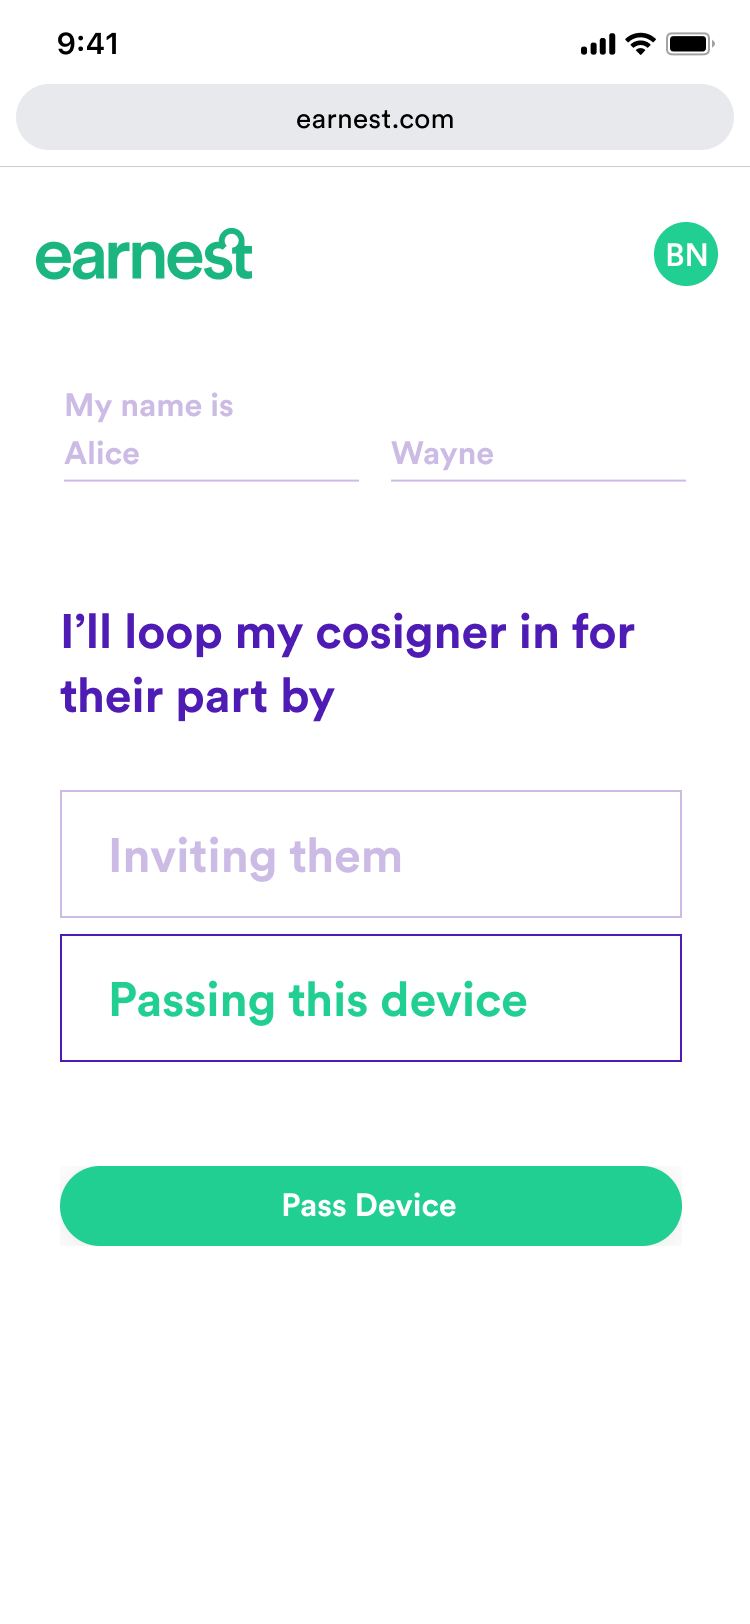 9:41
earnest.com
earnest
BN
My name is
Alice Wayne
I’ll loop my cosigner in for
their part by
Inviting them
Passing this device
Pass Device